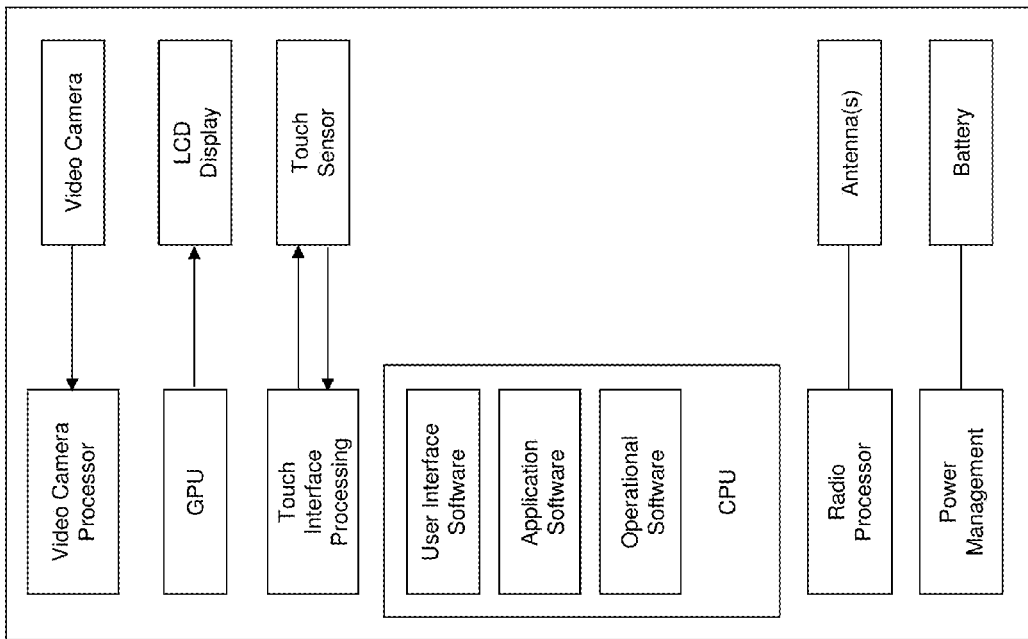 Video Camera
LCD
Display
Touch
Sensor
Antenna(s)
Battery
Video Camera
Processor
GPU
Touch
Interface
Processing
User Interface
Software
Application
Software
Operational
Software
CPU
Radio
Processor
Power
Management